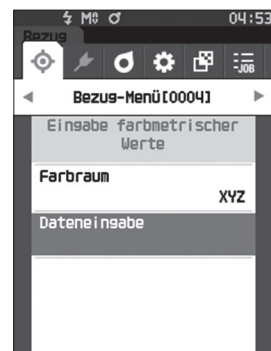 04:53
Bezug
-JOB
Bezug-Menü[0004]
Eingabe farbmetrischer
Werte
Farbraum
XYZ
Dateneingabe